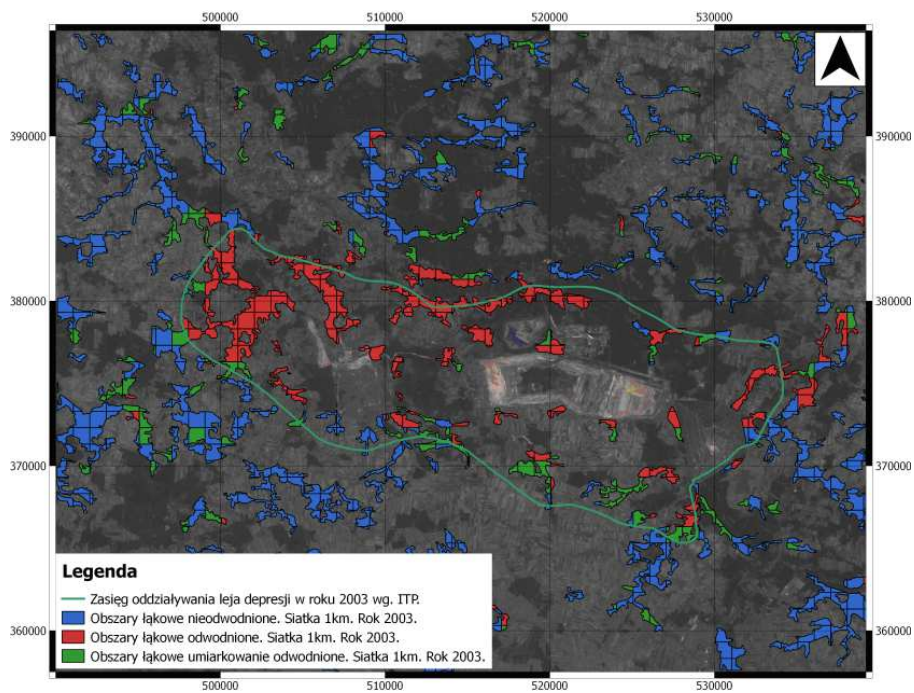 500000 510000 520000 530000
390000 390000
380000 380000
370000 370000
360000 360000
Legenda
Zasięg oddziaływania leja depresji w roku 2003 wg. ITP.
Obszary łąkowe nieodwodnione. Siatka 1km. Rok 2003.
Obszary łąkowe odwodnione. Siatka 1km. Rok 2003.
Obszary łąkowe umiarkowanie odwodnione. Siatka 1km. Rok 2003.
500000 510000 520000 530000